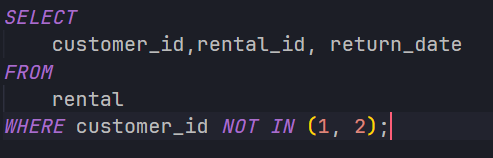 SELECT
    customer_id,rental_id, return_date
FROM
    rental
WHERE customer_id NOT IN (1, 2);